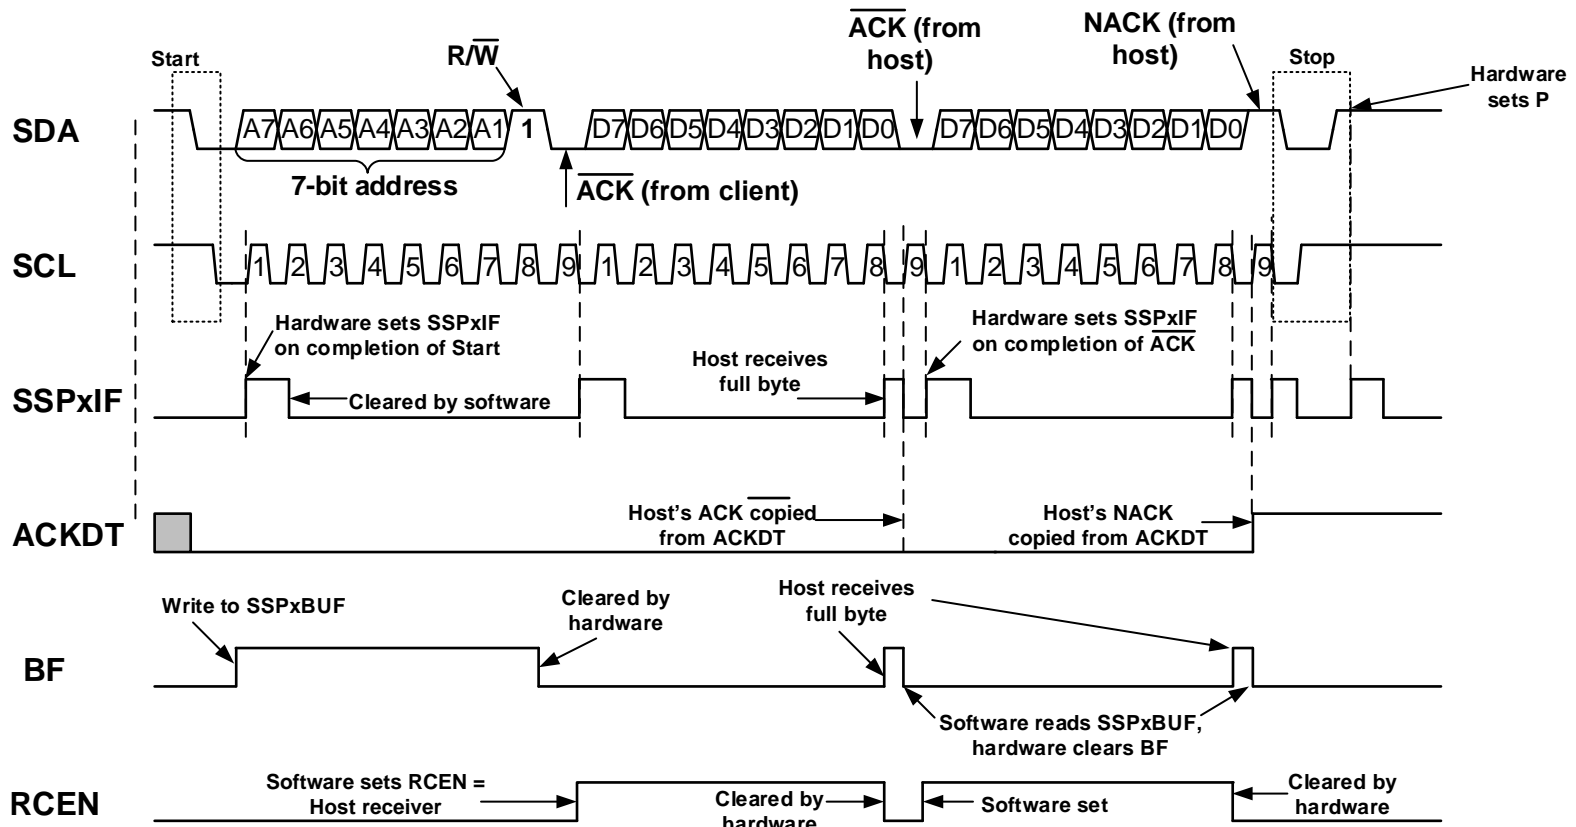 Start
R/W
ACK (from
host)
NACK (from
host)
Stop
Hardware
sets P
SDA
A7 A6 A5 A4 A3 A2 A1 1 D7 D6 D5 D4 D3 D2 D1 D0 D7 D6 D5 D4 D3 D2 D1 D0
7-bit address
ACK (from client)
SCL
1 2 3 4 5 6 7 8 9 1 2 3 4 5 6 7 8 9 1 2 3 4 5 6 7 8 9
Hardware sets SSPxIF
on completion of Start
Hardware sets SSPxIF
on completion of ACK
Host receives
full byte
SSPxIF
Cleared by software
ACKDT
Host's ACK copied
from ACKDT
Host's NACK
copied from ACKDT
Write to SSPxBUF
Cleared by
hardware
Host receives
full byte
BF
Software reads SSPxBUF,
hardware clears BF
RCEN
Software sets RCEN =
Host receiver
Cleared by
hardware
Software set
Cleared by
hardware